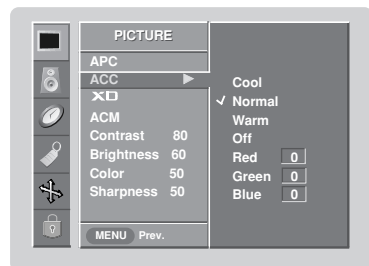 PICTURE
APC
ACC
XD
ACM
Contrast 80
Brightness 60
Color 50
Sharpness 50
MENU Prev.
Cool
Normal
Warm
Off
Red 0
Green 0
Blue 0